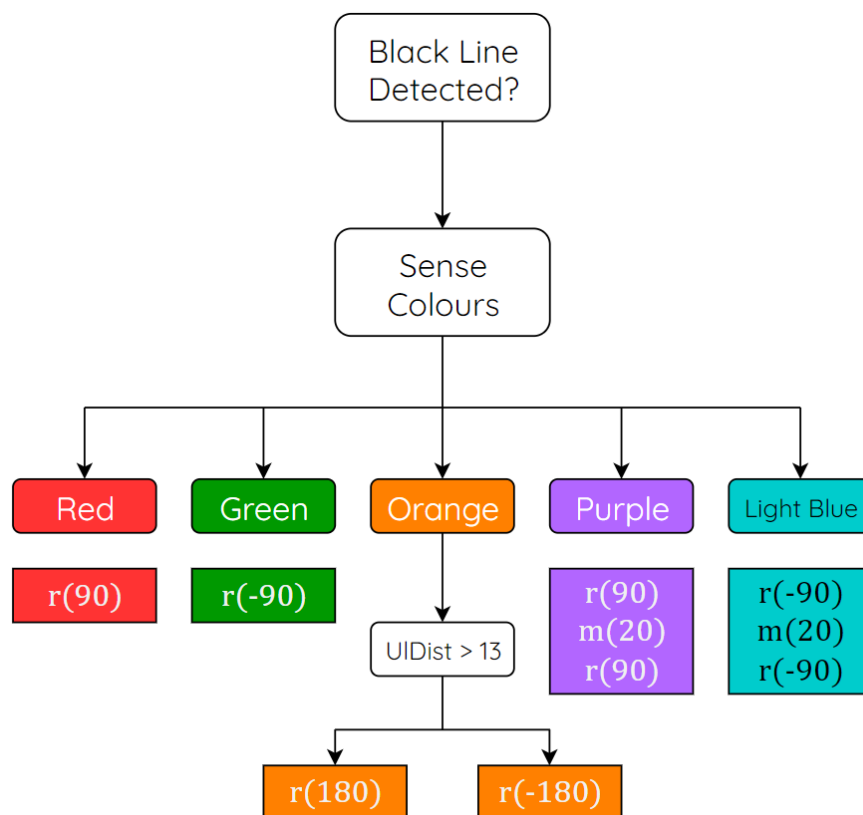 Black Line
Detected?
Sense
Colours
Red
Green
Orange
Purple
Light Blue
r(90)
r(-90)
r(90)
m(20)
r(90)
r(-90)
m(20)
r(-90)
UlDist > 13
r(180)
r(-180)